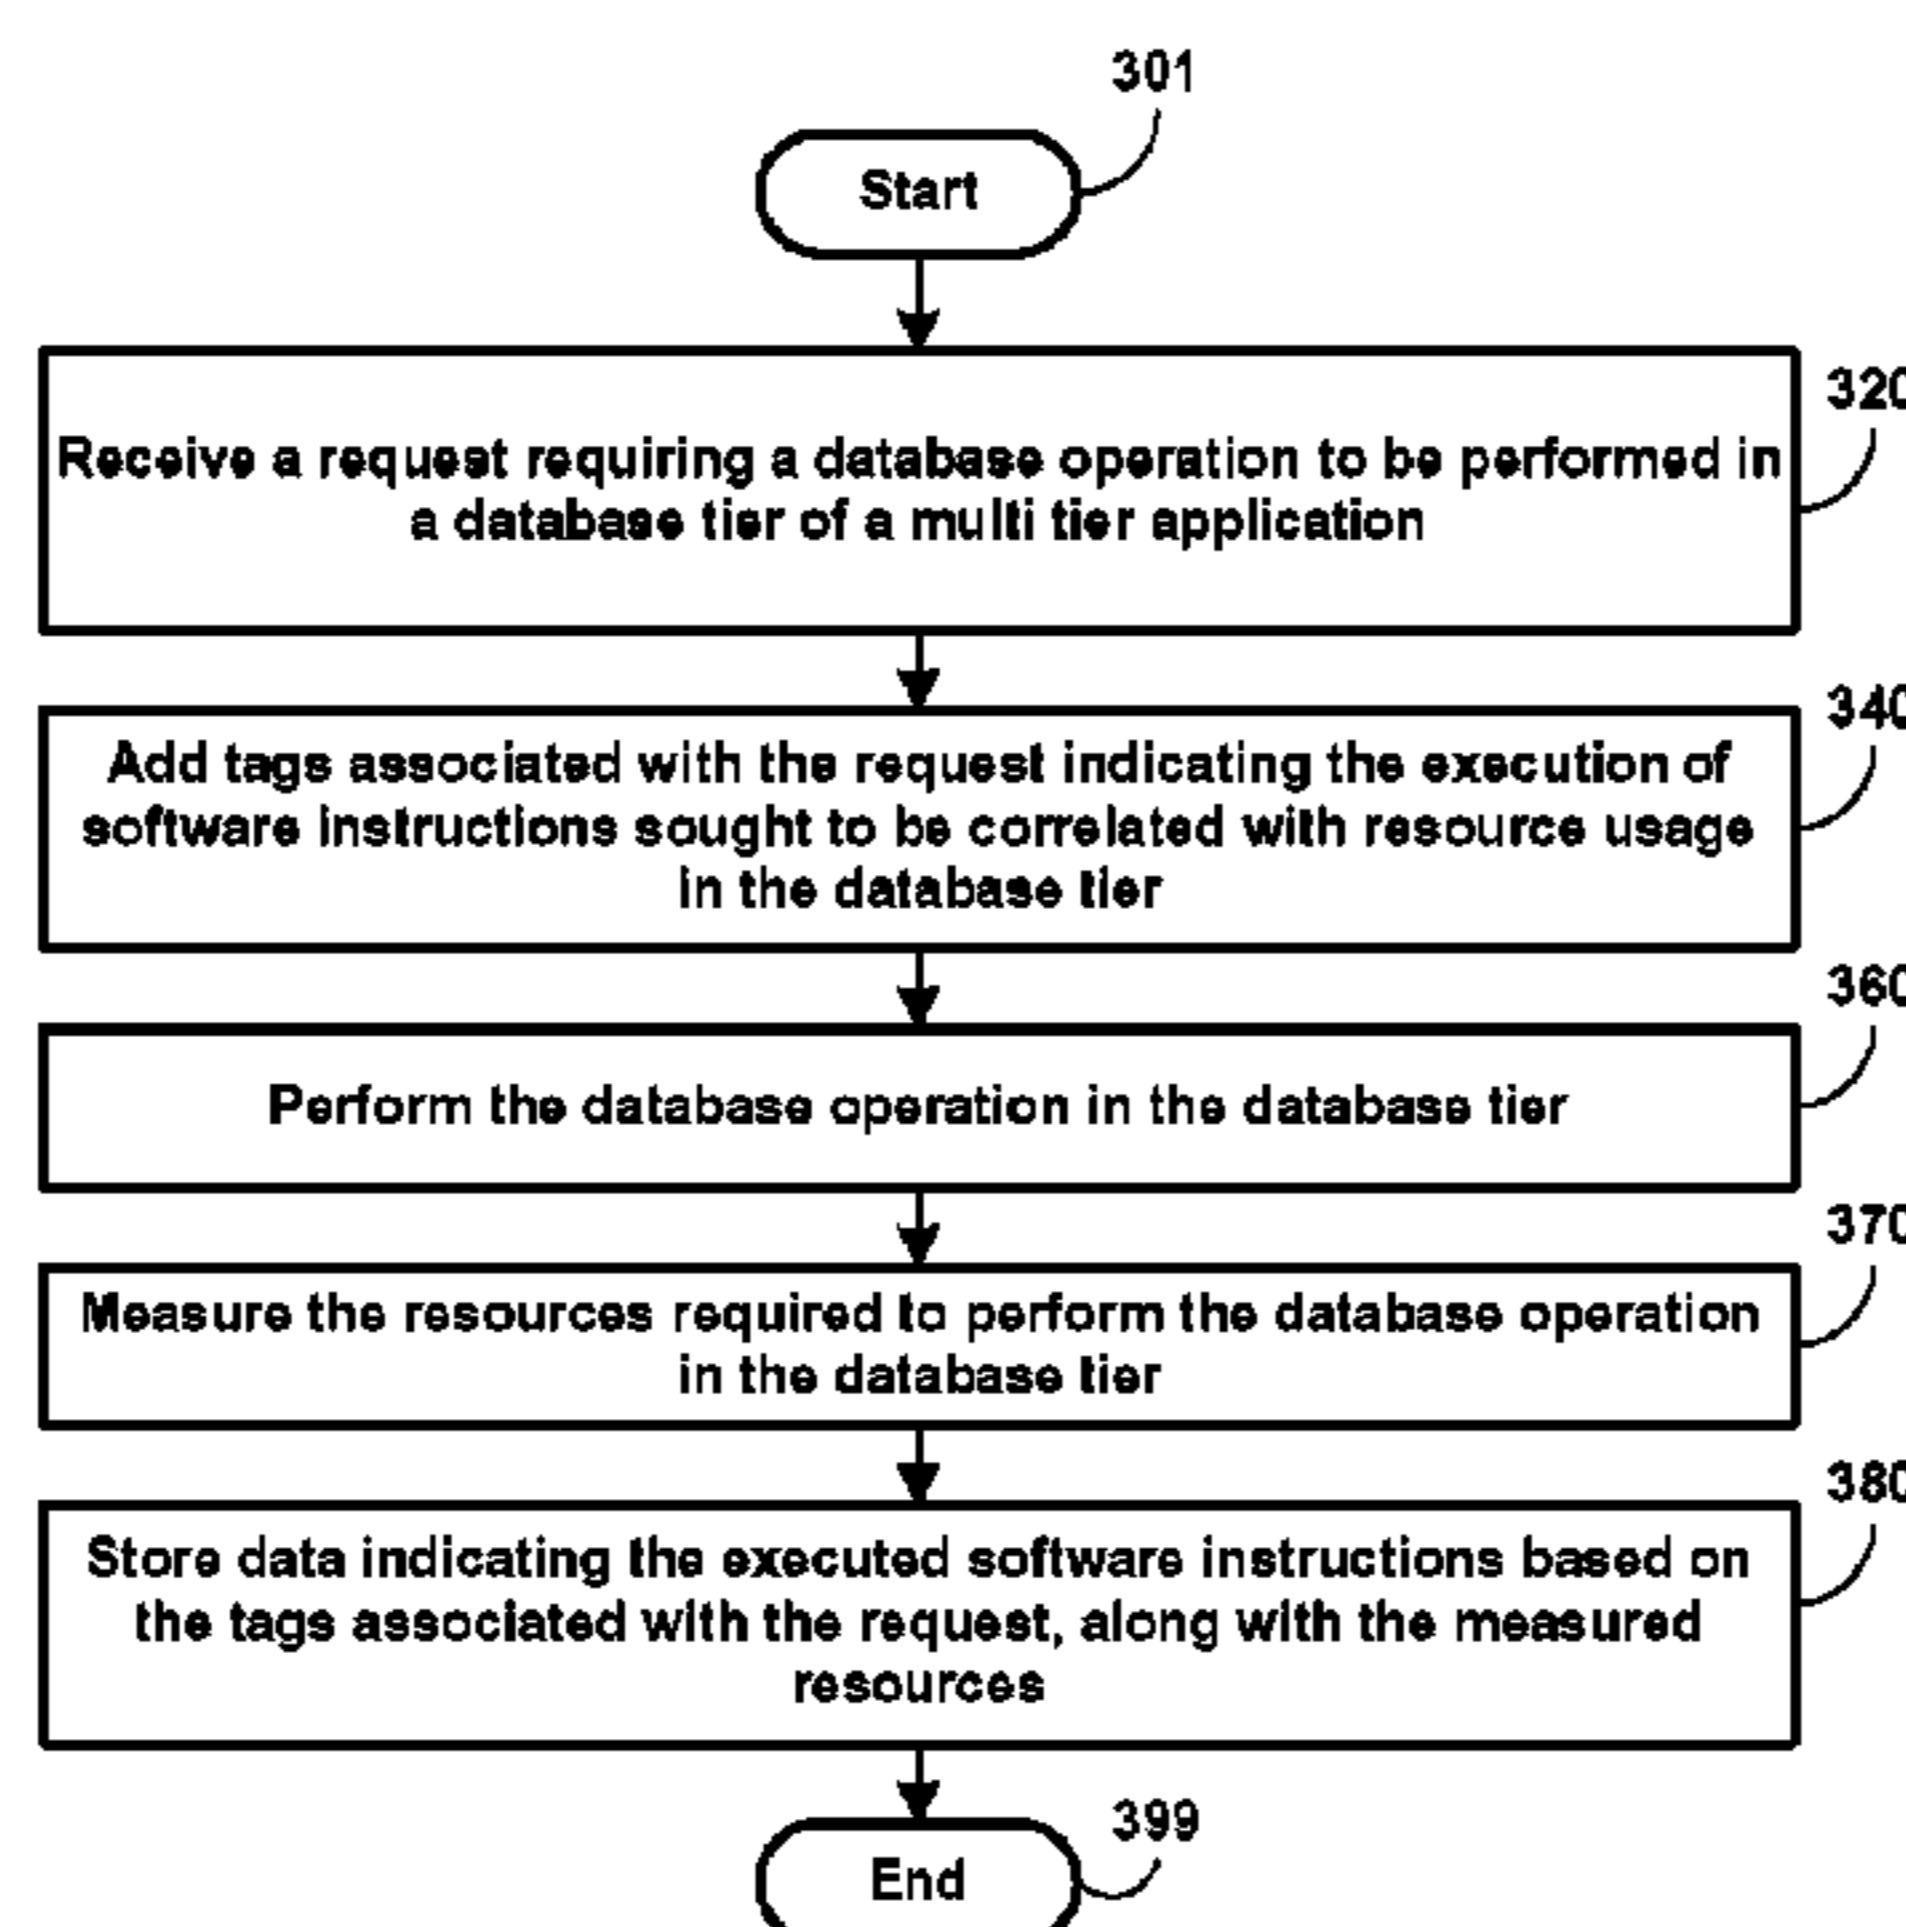 301
Start
320
Receive a request requiring a database operation to be performed in
a database tier of a multi tier application
340
Add tags associated with the request indicating the execution of
software instructions sought to be correlated with resource usage
in the database tier
360
Perform the database operation in the database tier
370
Measure the resources required to perform the database operation
in the database tier
380
Store data indicating the executed software instructions based on
the tags associated with the request, along with the measured
resources
399
End